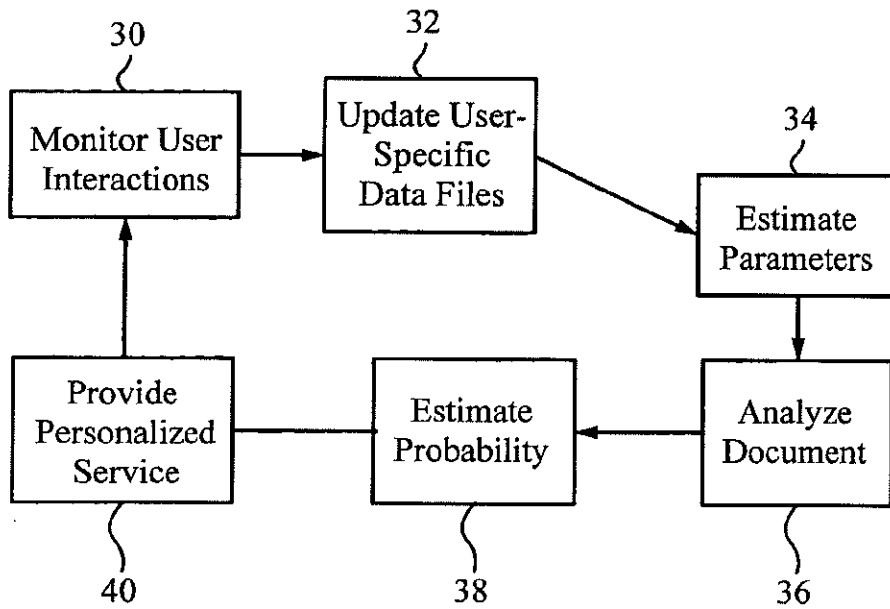 30
Monitor User
Interactions
32
Update User-
Specific
Data Files
34
Estimate
Parameters
Analyze
Document
36
Estimate
Probability
38
Provide
Personalized
Service
40